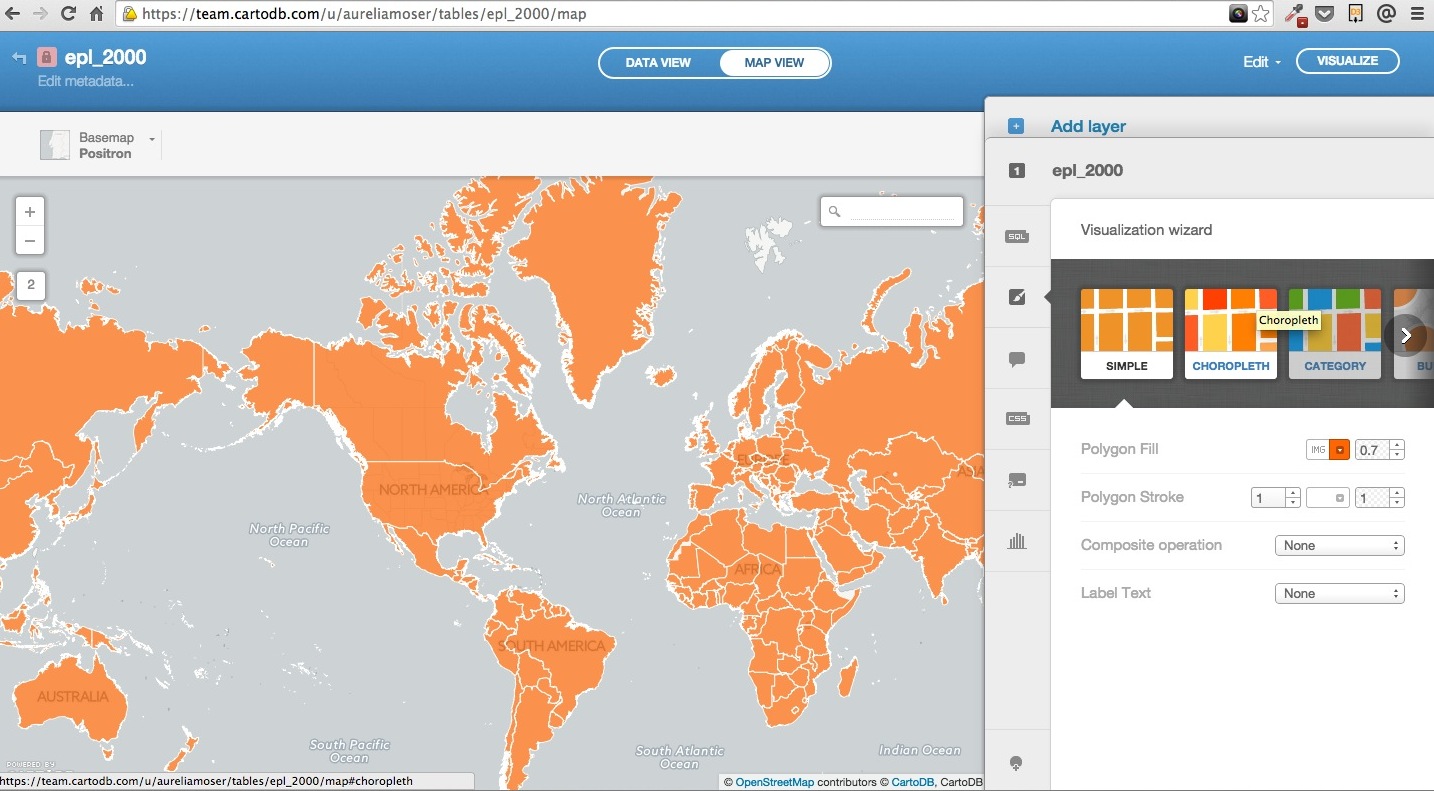 https://team.cartodb.com/u/aureliamoser/tables/epl_2000/map
epl_2000
Edit metadata...
DATA VIEW
MAP VIEW
Edit
VISUALIZE
Basemap
Positron
Add layer
1
epl_2000
+
−
2
SQL
Visualization wizard
Choropleth
SIMPLE
CHOROPLETH
CATEGORY
BU
CSS
Polygon Fill
IMG
0.7
Polygon Stroke
1
1
Composite operation
None
Label Text
None
EUROPE
ASIA
NORTH AMERICA
North Atlantic
Ocean
North Pacific
Ocean
AFRICA
SOUTH AMERICA
AUSTRALIA
South Pacific
Ocean
South Atlantic
Ocean
Indian Ocean
POWERED BY
https://team.cartodb.com/u/aureliamoser/tables/epl_2000/map#choropleth
© OpenStreetMap contributors © CartoDB, CartoDB